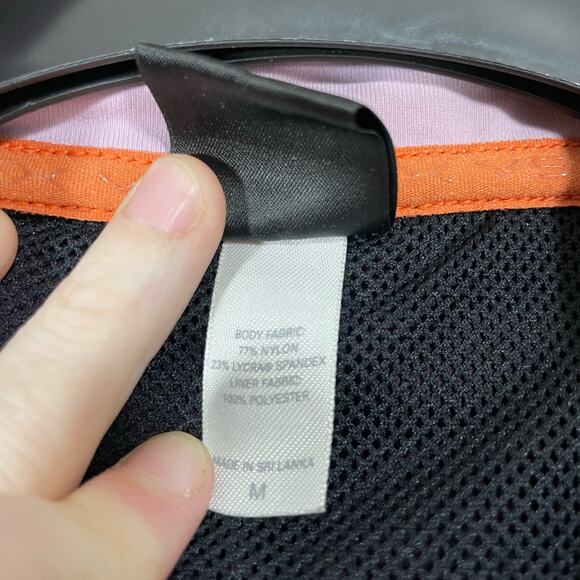 BODY FABRIC:
77% NYLON
23% LYCRA® SPANDEX
LINER FABRIC:
100% POLYESTER
MADE IN SRI LANKA
M